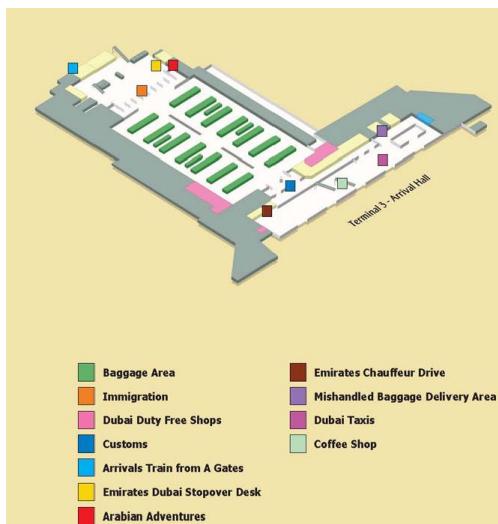 Terminal 3 - Arrival Hall
Baggage Area
Immigration
Dubai Duty Free Shops
Customs
Arrivals Train from A Gates
Emirates Dubai Stopover Desk
Arabian Adventures
Emirates Chauffeur Drive
Mishandled Baggage Delivery Area
Dubai Taxis
Coffee Shop